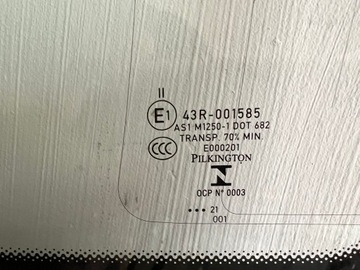 II
E1 43R-001585
AS1 M1250-1 DOT 682
TRANSP. 70% MIN.
E000201
CCC
PILKINGTON
N
OCP Nº 0003
••• 21
001